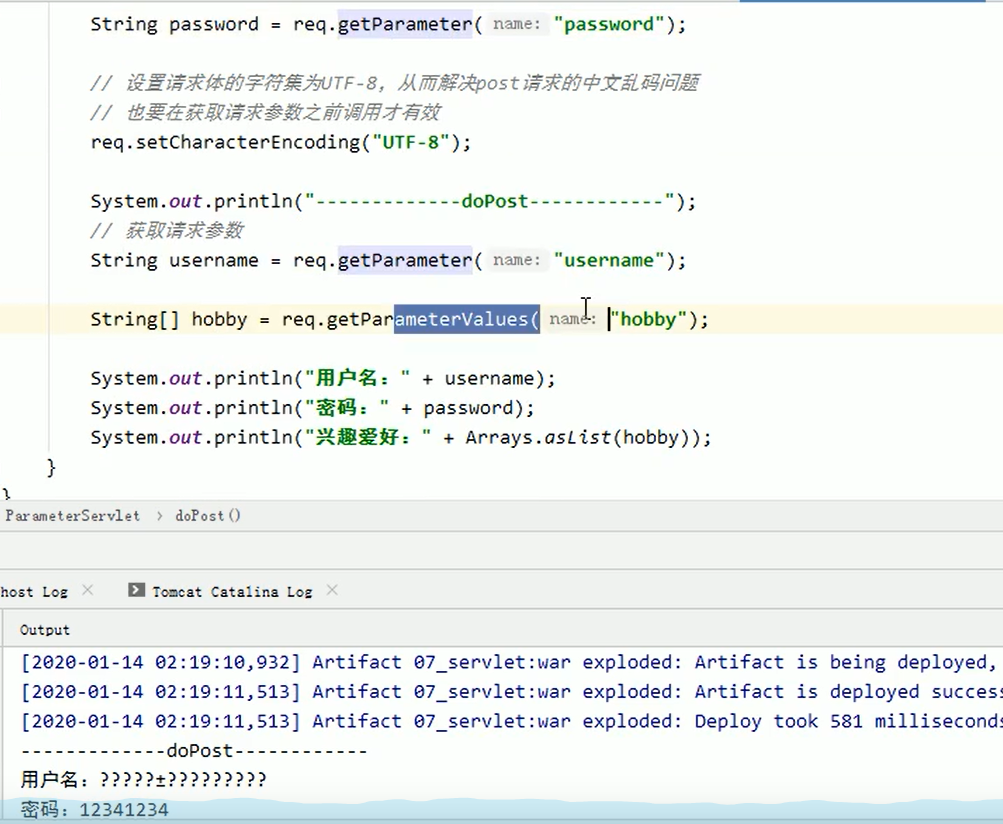 String password = req.getParameter( name: "password");
// 设置请求体的字符集为UTF-8，从而解决post请求的中文乱码问题
// 也要在获取请求参数之前调用才有效
req.setCharacterEncoding("UTF-8");
System.out.println("-------------doPost------------");
// 获取请求参数
String username = req.getParameter( name: "username");
String[] hobby = req.getParameterValues( name: "hobby");
System.out.println("用户名：" + username);
System.out.println("密码：" + password);
System.out.println("兴趣爱好：" + Arrays.asList(hobby));
}
}
ParameterServlet > doPost()
host Log × Tomcat Catalina Log ×
Output
[2020-01-14 02:19:10,932] Artifact 07_servlet:war exploded: Artifact is being deployed,
[2020-01-14 02:19:11,513] Artifact 07_servlet:war exploded: Artifact is deployed success
[2020-01-14 02:19:11,513] Artifact 07_servlet:war exploded: Deploy took 581 milliseconds
-------------doPost------------
用户名：?????±?????????
密码：12341234